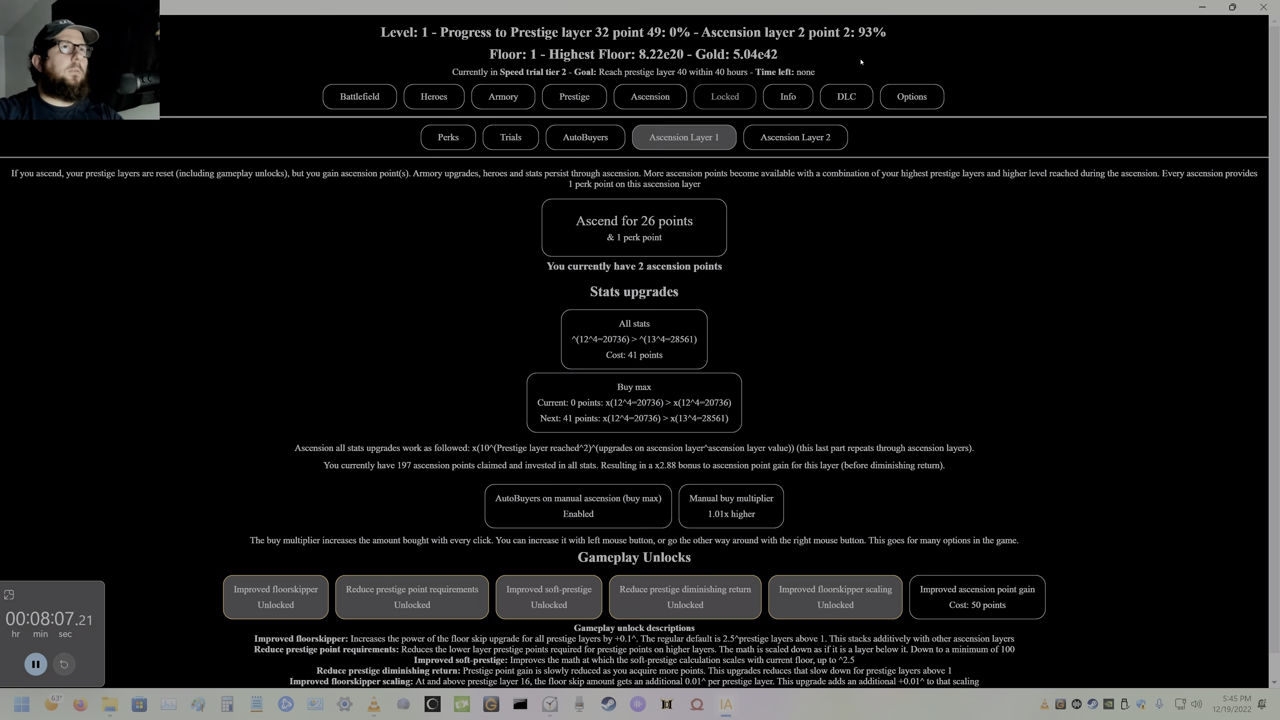 Level: 1 - Progress to Prestige layer 32 point 49: 0% - Ascension layer 2 point 2: 93%
Floor: 1 - Highest Floor: 8.22e20 - Gold: 5.04e42
Currently in Speed trial tier 2 - Goal: Reach prestige layer 40 within 40 hours - Time left: none
Battlefield Heroes Armory Prestige Ascension Locked Info DLC Options
Perks Trials AutoBuyers Ascension Layer 1 Ascension Layer 2
If you ascend, your prestige layers are reset (including gameplay unlocks), but you gain ascension point(s). Armory upgrades, heroes and stats persist through ascension. More ascension points become available with a combination of your highest prestige layers and higher level reached during the ascension. Every ascension provides
1 perk point on this ascension layer
Ascend for 26 points
& 1 perk point
You currently have 2 ascension points
Stats upgrades
All stats
^(12^4=20736) > ^(13^4=28561)
Cost: 41 points
Buy max
Current: 0 points: x(12^4=20736) > x(12^4=20736)
Next: 41 points: x(12^4=20736) > x(13^4=28561)
Ascension all stats upgrades work as followed: x(10^(Prestige layer reached^2)^(upgrades on ascension layer^ascension layer value)) (this last part repeats through ascension layers).
You currently have 197 ascension points claimed and invested in all stats. Resulting in a x2.88 bonus to ascension point gain for this layer (before diminishing return).
AutoBuyers on manual ascension (buy max) Manual buy multiplier
Enabled 1.01x higher
The buy multiplier increases the amount bought with every click. You can increase it with left mouse button, or go the other way around with the right mouse button. This goes for many options in the game.
Gameplay Unlocks
Improved floorskipper Reduce prestige point requirements Improved soft-prestige Reduce prestige diminishing return Improved floorskipper scaling Improved ascension point gain
Unlocked Unlocked Unlocked Unlocked Unlocked Cost: 50 points
Gameplay unlock descriptions
Improved floorskipper: Increases the power of the floor skip upgrade for all prestige layers by +0.1^. The regular default is 2.5^prestige layers above 1. This stacks additively with other ascension layers
Reduce prestige point requirements: Reduces the lower layer prestige points required for prestige points on higher layers. The math is scaled down as if it is a layer below it. Down to a minimum of 100
Improved soft-prestige: Improves the math at which the soft-prestige calculation scales with current floor, up to ^2.5
Reduce prestige diminishing return: Prestige point gain is slowly reduced as you acquire more points. This upgrades reduces that slow down for prestige layers above 1
Improved floorskipper scaling: At and above prestige layer 16, the floor skip amount gets an additional 0.01^ per prestige layer. This upgrade adds an additional +0.01^ to that scaling
00:08:07.21
hr min sec
63°
5:45 PM
12/19/2022